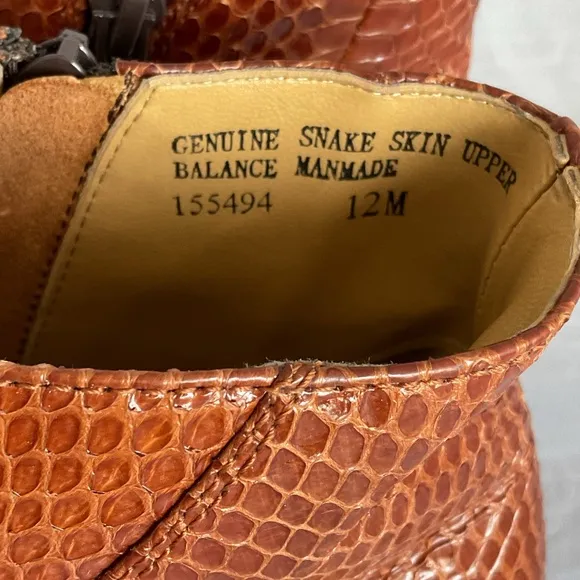 GENUINE SNAKE SKIN UPPER
BALANCE MANMADE
155494 12M